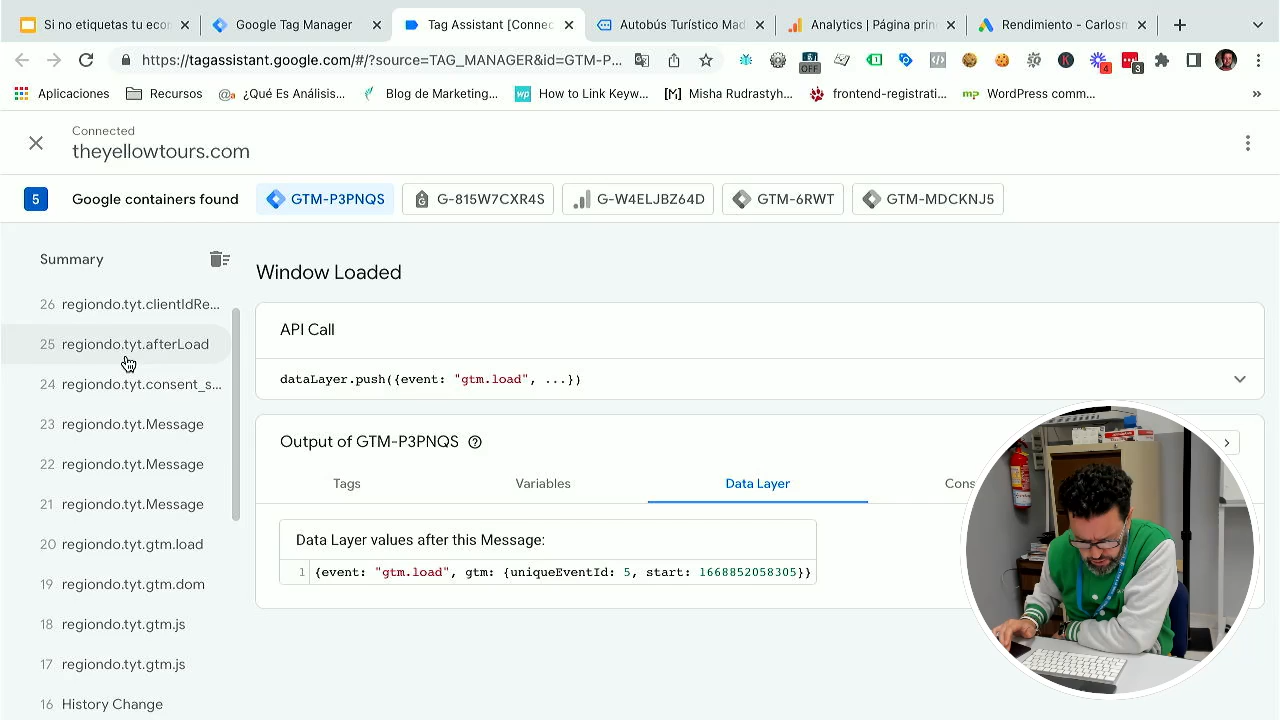 Si no etiquetas tu econ
Google Tag Manager
Tag Assistant [Connec
Autobús Turístico Mad
Analytics | Página prin
Rendimiento - Carlosm
https://tagassistant.google.com/#/?source=TAG_MANAGER&id=GTM-P...
OFF
4
3
Aplicaciones
Recursos
¿Qué Es Análisis...
Blog de Marketing...
How to Link Keyw...
Misha Rudrastyh...
frontend-registrati...
WordPress comm...
»
Connected
theyellowtours.com
5
Google containers found
GTM-P3PNQS
G-815W7CXR4S
G-W4ELJBZ64D
GTM-6RWT
GTM-MDCKNJ5
Summary
26 regiondo.tyt.clientIdRe...
25 regiondo.tyt.afterLoad
24 regiondo.tyt.consent_s...
23 regiondo.tyt.Message
22 regiondo.tyt.Message
21 regiondo.tyt.Message
20 regiondo.tyt.gtm.load
19 regiondo.tyt.gtm.dom
18 regiondo.tyt.gtm.js
17 regiondo.tyt.gtm.js
16 History Change
Window Loaded
API Call
dataLayer.push({event: "gtm.load", ...})
Output of GTM-P3PNQS
Tags
Variables
Data Layer
Cons
Data Layer values after this Message:
1 {event: "gtm.load", gtm: {uniqueEventId: 5, start: 1668852058305}}